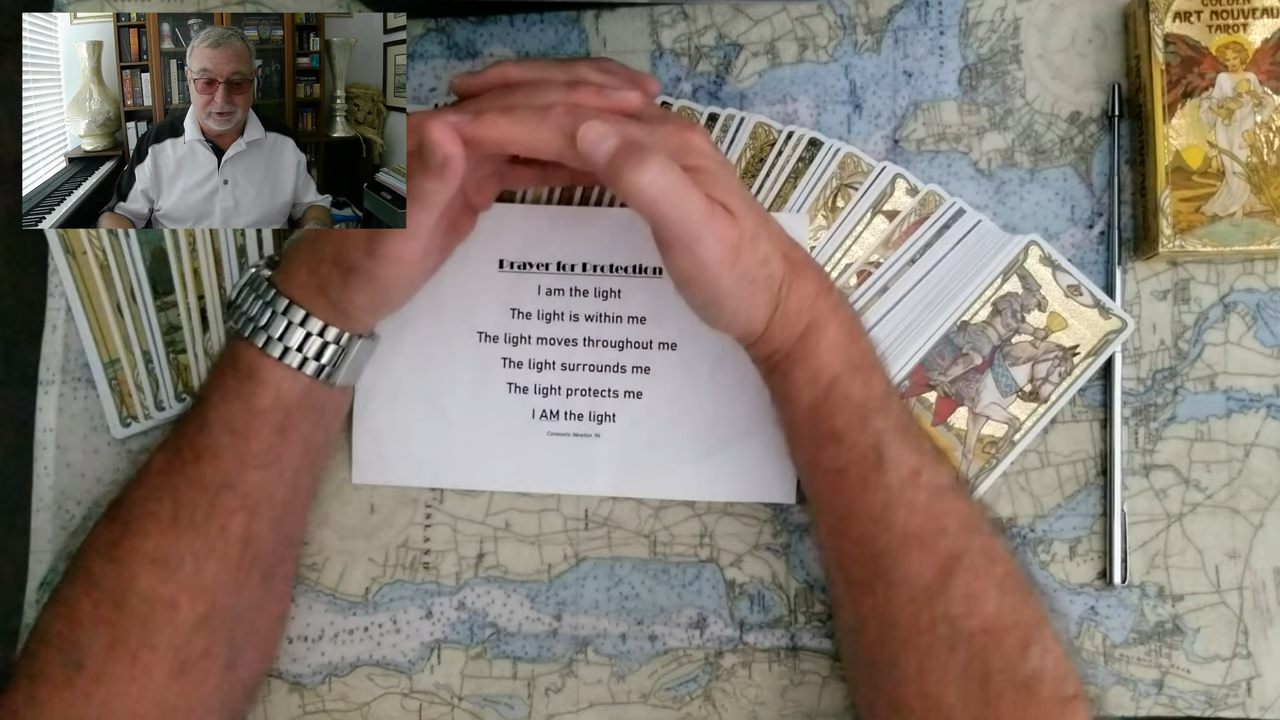 GOLDEN
ART NOUVEAU
TAROT
Prayer for Protection
I am the light
The light is within me
The light moves throughout me
The light surrounds me
The light protects me
I AM the light